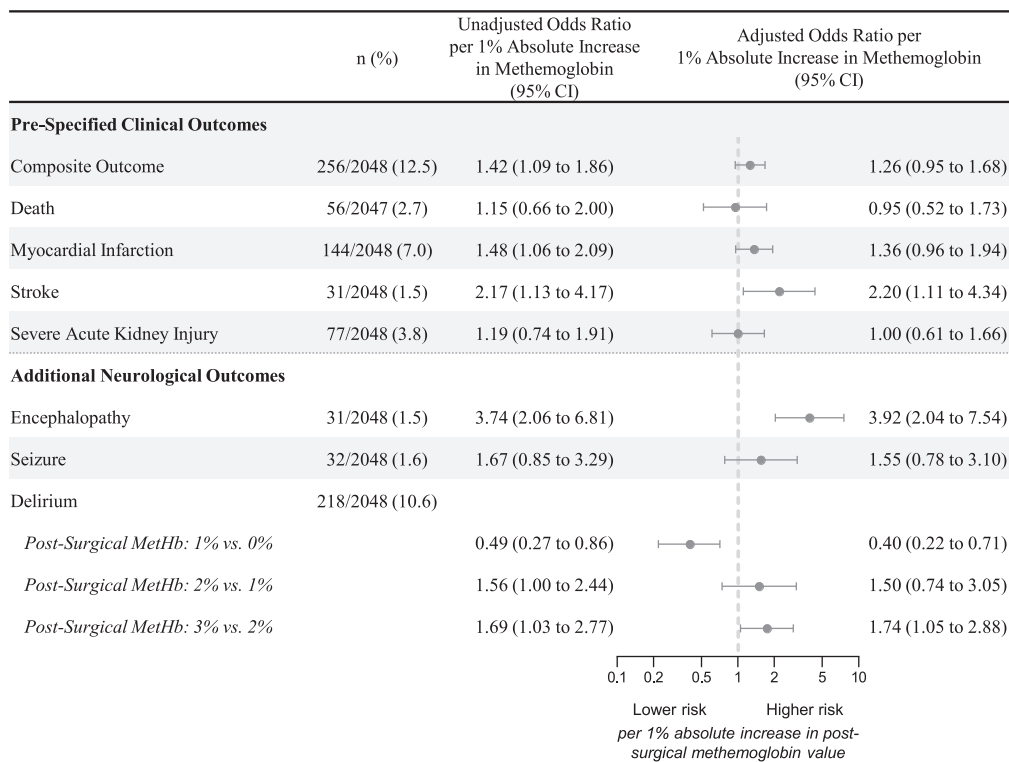 n (%)
Unadjusted Odds Ratio
per 1% Absolute Increase
in Methemoglobin
(95% CI)
Adjusted Odds Ratio per
1% Absolute Increase in Methemoglobin
(95% CI)
Pre-Specified Clinical Outcomes
Composite Outcome 256/2048 (12.5) 1.42 (1.09 to 1.86) 1.26 (0.95 to 1.68)
Death 56/2047 (2.7) 1.15 (0.66 to 2.00) 0.95 (0.52 to 1.73)
Myocardial Infarction 144/2048 (7.0) 1.48 (1.06 to 2.09) 1.36 (0.96 to 1.94)
Stroke 31/2048 (1.5) 2.17 (1.13 to 4.17) 2.20 (1.11 to 4.34)
Severe Acute Kidney Injury 77/2048 (3.8) 1.19 (0.74 to 1.91) 1.00 (0.61 to 1.66)
Additional Neurological Outcomes
Encephalopathy 31/2048 (1.5) 3.74 (2.06 to 6.81) 3.92 (2.04 to 7.54)
Seizure 32/2048 (1.6) 1.67 (0.85 to 3.29) 1.55 (0.78 to 3.10)
Delirium 218/2048 (10.6)
Post-Surgical MetHb: 1% vs. 0% 0.49 (0.27 to 0.86) 0.40 (0.22 to 0.71)
Post-Surgical MetHb: 2% vs. 1% 1.56 (1.00 to 2.44) 1.50 (0.74 to 3.05)
Post-Surgical MetHb: 3% vs. 2% 1.69 (1.03 to 2.77) 1.74 (1.05 to 2.88)
0.1 0.2 0.5 1 2 5 10
Lower risk Higher risk
per 1% absolute increase in post-
surgical methemoglobin value